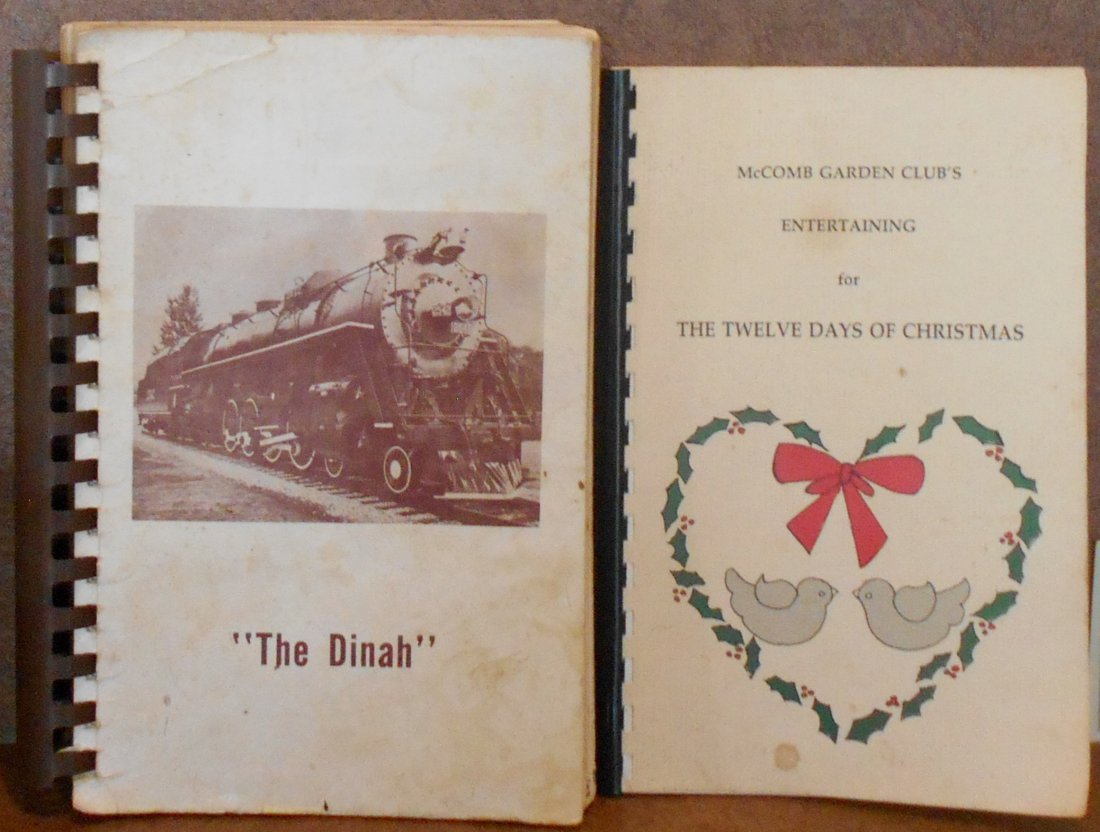 "The Dinah"
McCOMB GARDEN CLUB'S
ENTERTAINING
for
THE TWELVE DAYS OF CHRISTMAS